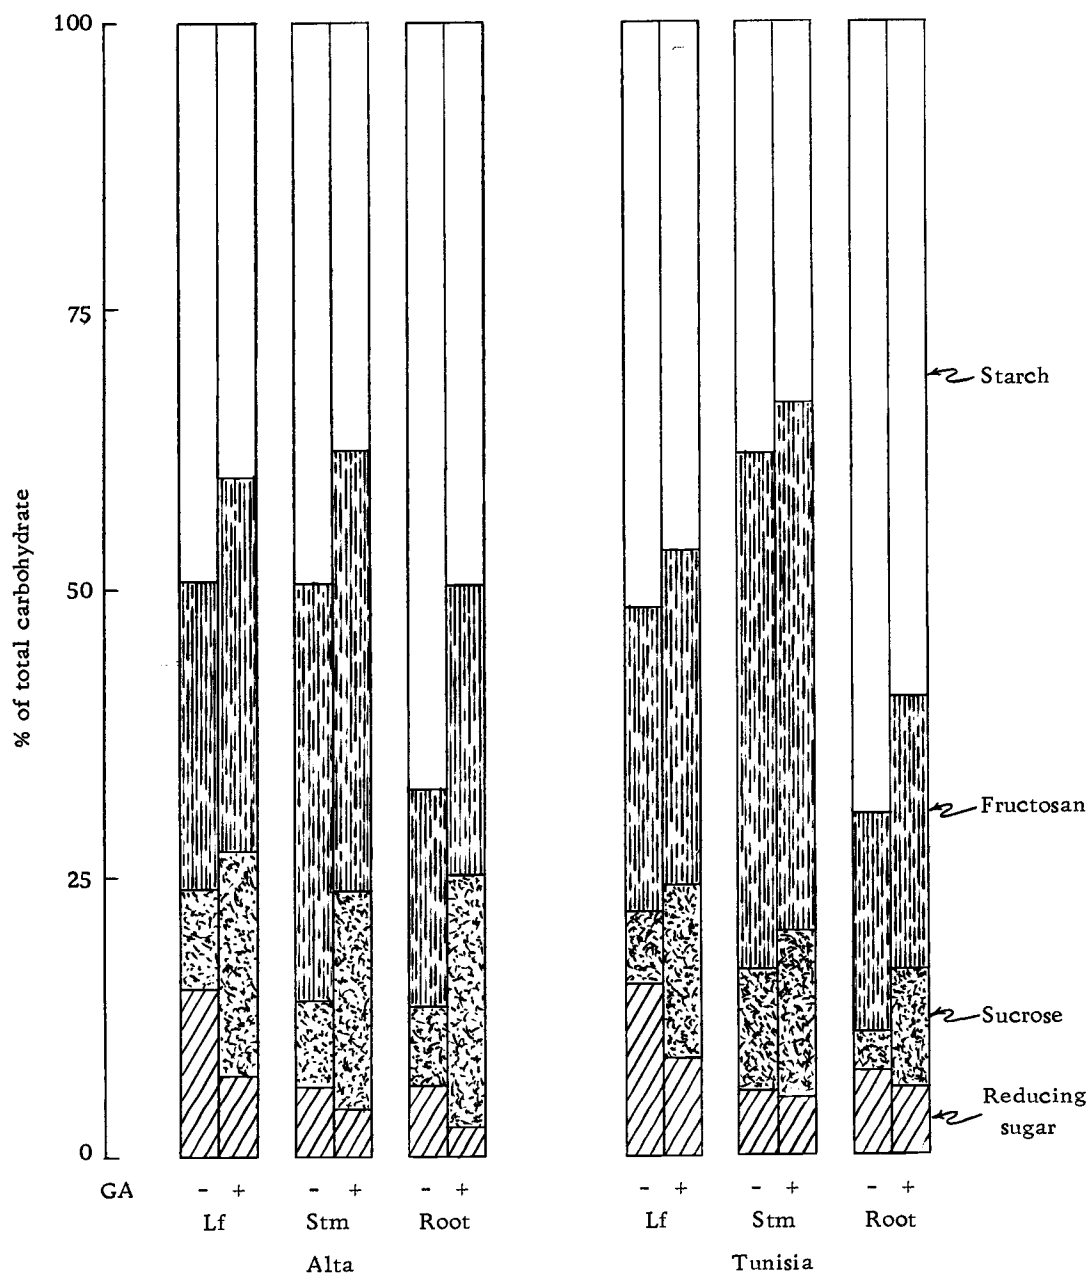 100
75
50
25
0
% of total carbohydrate
Starch
Fructosan
Sucrose
Reducing
sugar
GA - + - + - + - + - + - +
Lf Stm Root Lf Stm Root
Alta Tunisia